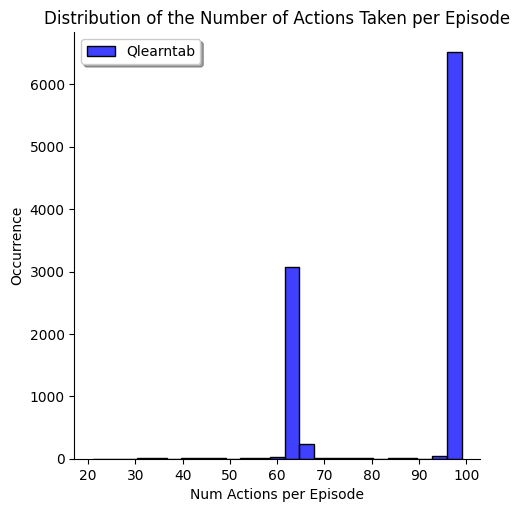 Distribution of the Number of Actions Taken per Episode
Qlearntab
6000
5000
4000
3000
2000
1000
0
Occurrence
20 30 40 50 60 70 80 90 100
Num Actions per Episode